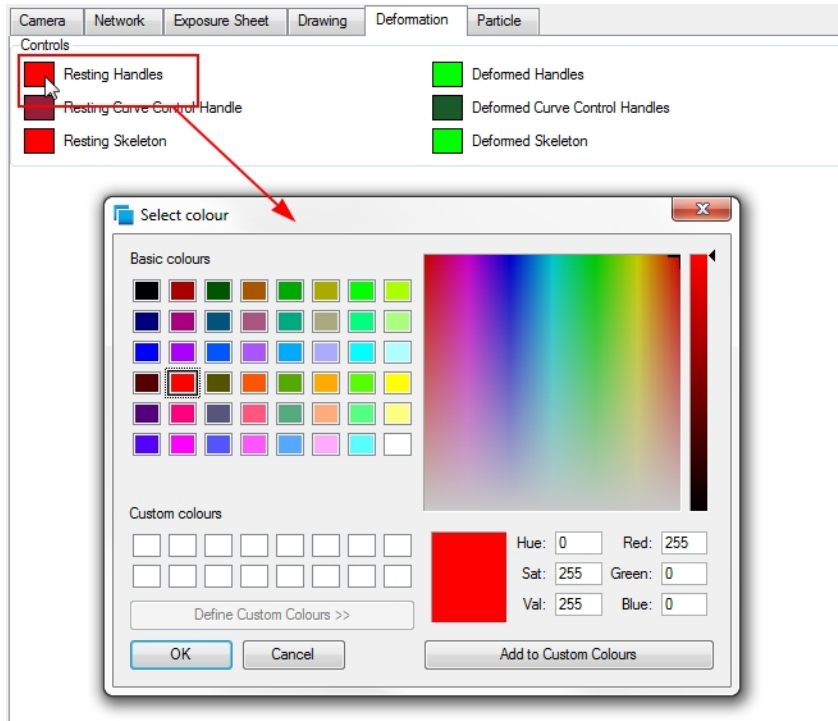 Camera Network Exposure Sheet Drawing Deformation Particle
Controls
Resting Handles Deformed Handles
Resting Curve Control Handle Deformed Curve Control Handles
Resting Skeleton Deformed Skeleton
Select colour
Basic colours
Custom colours
Hue: 0 Red: 255
Sat: 255 Green: 0
Val: 255 Blue: 0
Define Custom Colours >>
OK Cancel Add to Custom Colours